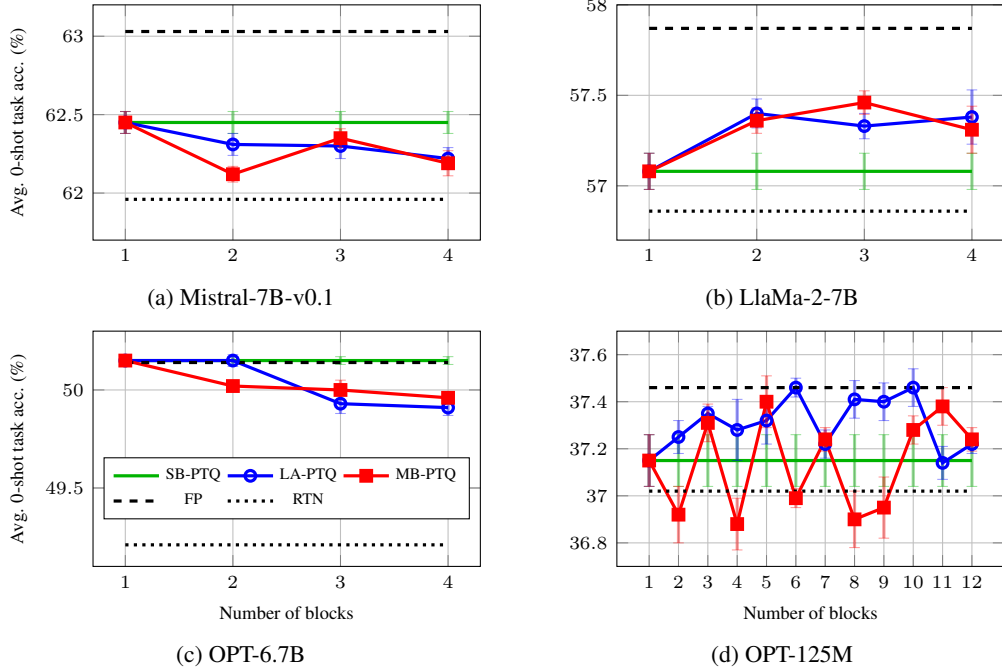 63
62.5
62
Avg. 0-shot task acc. (%)
1 2 3 4
(a) Mistral-7B-v0.1
58
57.5
57
1 2 3 4
(b) LlaMa-2-7B
50
49.5
Avg. 0-shot task acc. (%)
SB-PTQ LA-PTQ MB-PTQ
FP RTN
1 2 3 4
Number of blocks
(c) OPT-6.7B
37.6
37.4
37.2
37
36.8
1 2 3 4 5 6 7 8 9 10 11 12
Number of blocks
(d) OPT-125M